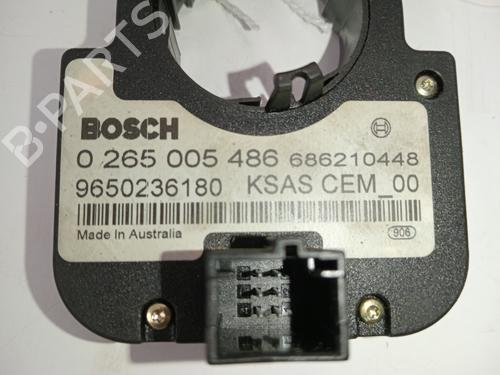 B-PARTS
BOSCH
0 265 005 486 686210448
9650236180 KSAS CEM_00
Made In Australia
906